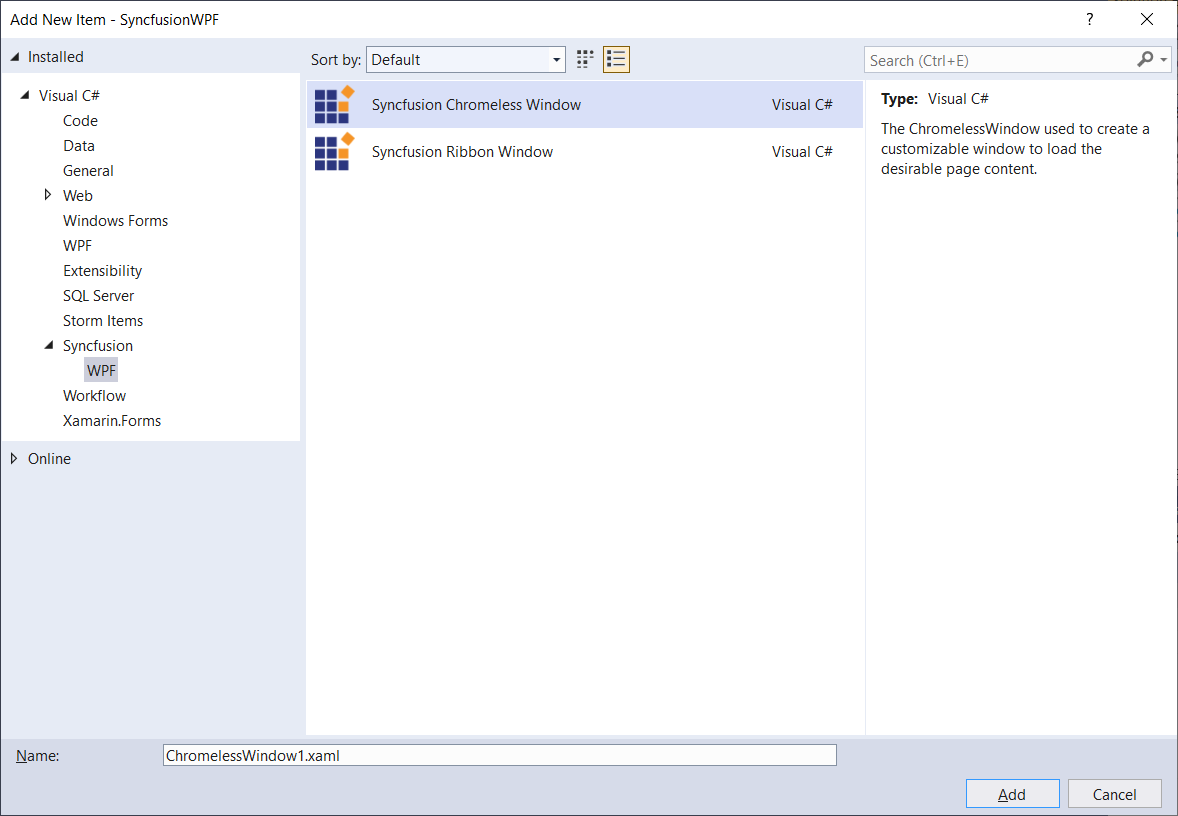 Add New Item - SyncfusionWPF
?
Installed
Sort by: Default
Search (Ctrl+E)
Visual C#
Code
Data
General
Web
Windows Forms
WPF
Extensibility
SQL Server
Storm Items
Syncfusion
WPF
Workflow
Xamarin.Forms
Online
Syncfusion Chromeless Window Visual C#
Syncfusion Ribbon Window Visual C#
Type: Visual C#
The ChromelessWindow used to create a
customizable window to load the
desirable page content.
Name: ChromelessWindow1.xaml
Add Cancel